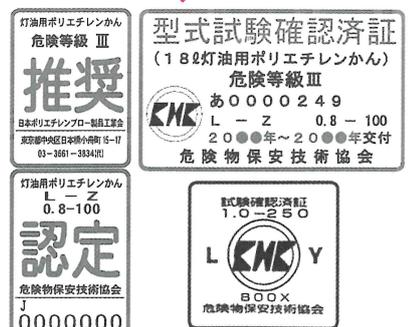 灯油用ポリエチレンかん
危険等級 Ⅲ
推奨
日本ポリエチレンブロー製品工業会
東京都中央区日本橋小舟町15-17
03-3661-3834㈹
型式試験確認済証
(18ℓ灯油用ポリエチレンかん)
危険等級Ⅲ
あ0000249
L-Z 0.8-100
20●●年~20●●年交付
危険物保安技術協会
灯油用ポリエチレンかん
L-Z
0.8-100
認定
危険物保安技術協会
J
0000000
試験確認済証
1.0-250
L KHK Y
BOOX
危険物保安技術協会